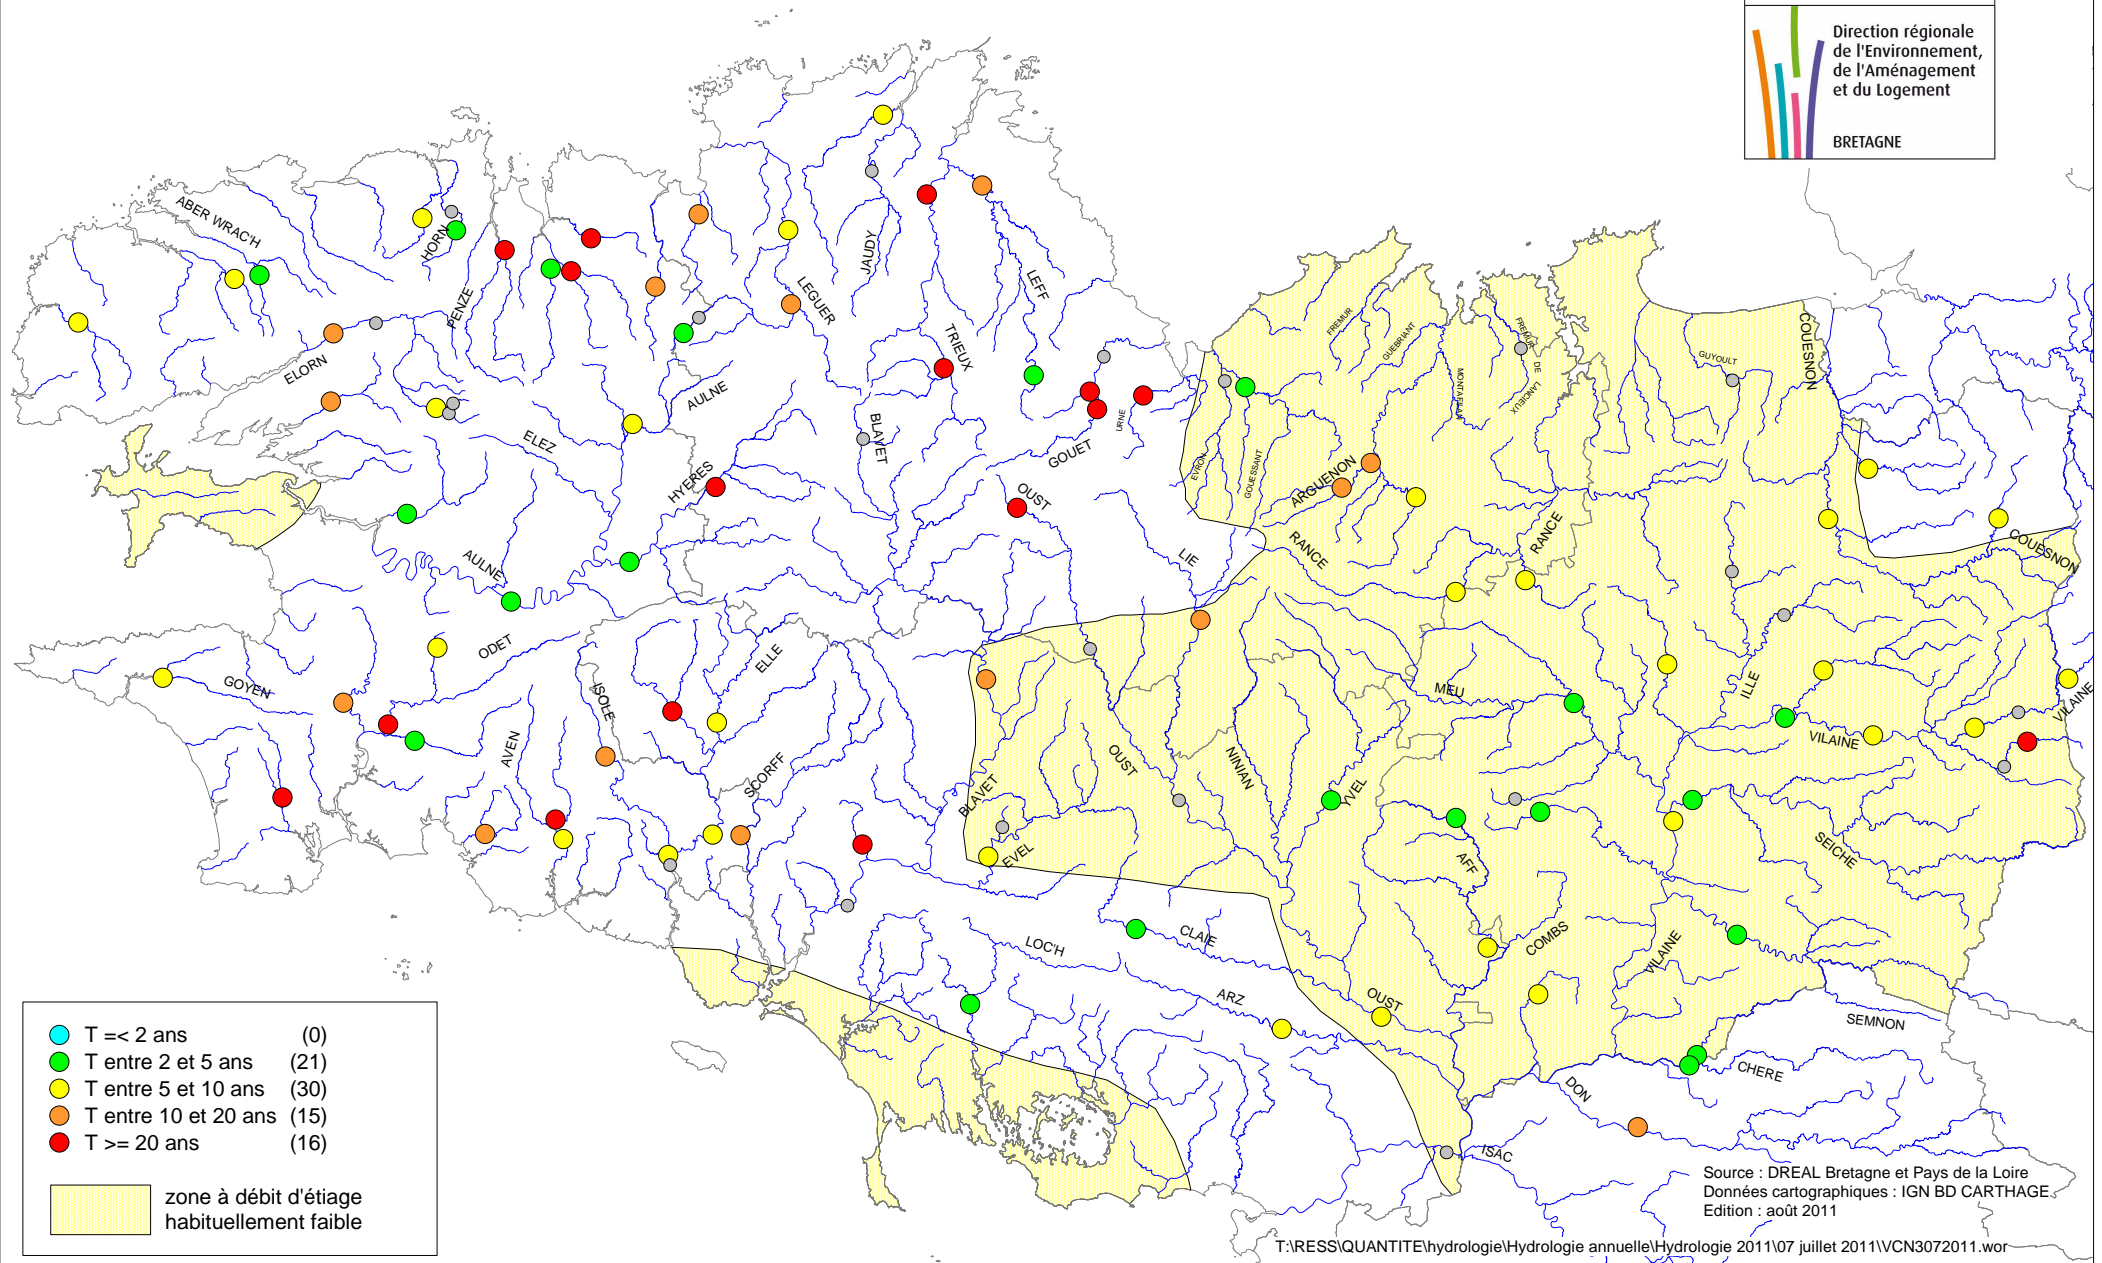 Direction régionale
de l'Environnement,
de l'Aménagement
et du Logement
BRETAGNE
ABER WRAC'H
HORN
PENZE
ELORN
JAUDY
LEGUER
LEFF
TRIEUX
AULNE
ELEZ
BLAVET
HYERES
GOUET
URNE
OUST
LIE
EVRON
GOUESSANT
FREMUR
GUEBRIANT
MONTAFILAN
FREMUR DE LANCIEUX
GUYOULT
COUESNON
ARGUENON
RANCE
RANCE
COUESNON
AULNE
ODET
GOYEN
ISOLE
ELLE
AVEN
SCORFF
BLAVET
EVEL
OUST
NINIAN
YVEL
MEU
ILLE
VILAINE
VILAINE
SEICHE
AFF
COMBS
VILAINE
LOC'H
CLAIE
ARZ
OUST
SEMNON
CHERE
DON
ISAC
T =< 2 ans (0)
T entre 2 et 5 ans (21)
T entre 5 et 10 ans (30)
T entre 10 et 20 ans (15)
T >= 20 ans (16)
zone à débit d'étiage
habituellement faible
Source : DREAL Bretagne et Pays de la Loire
Données cartographiques : IGN BD CARTHAGE
Edition : août 2011
T:\RESS\QUANTITE\hydrologie\Hydrologie annuelle\Hydrologie 2011\07 juillet 2011\VCN3072011.wor